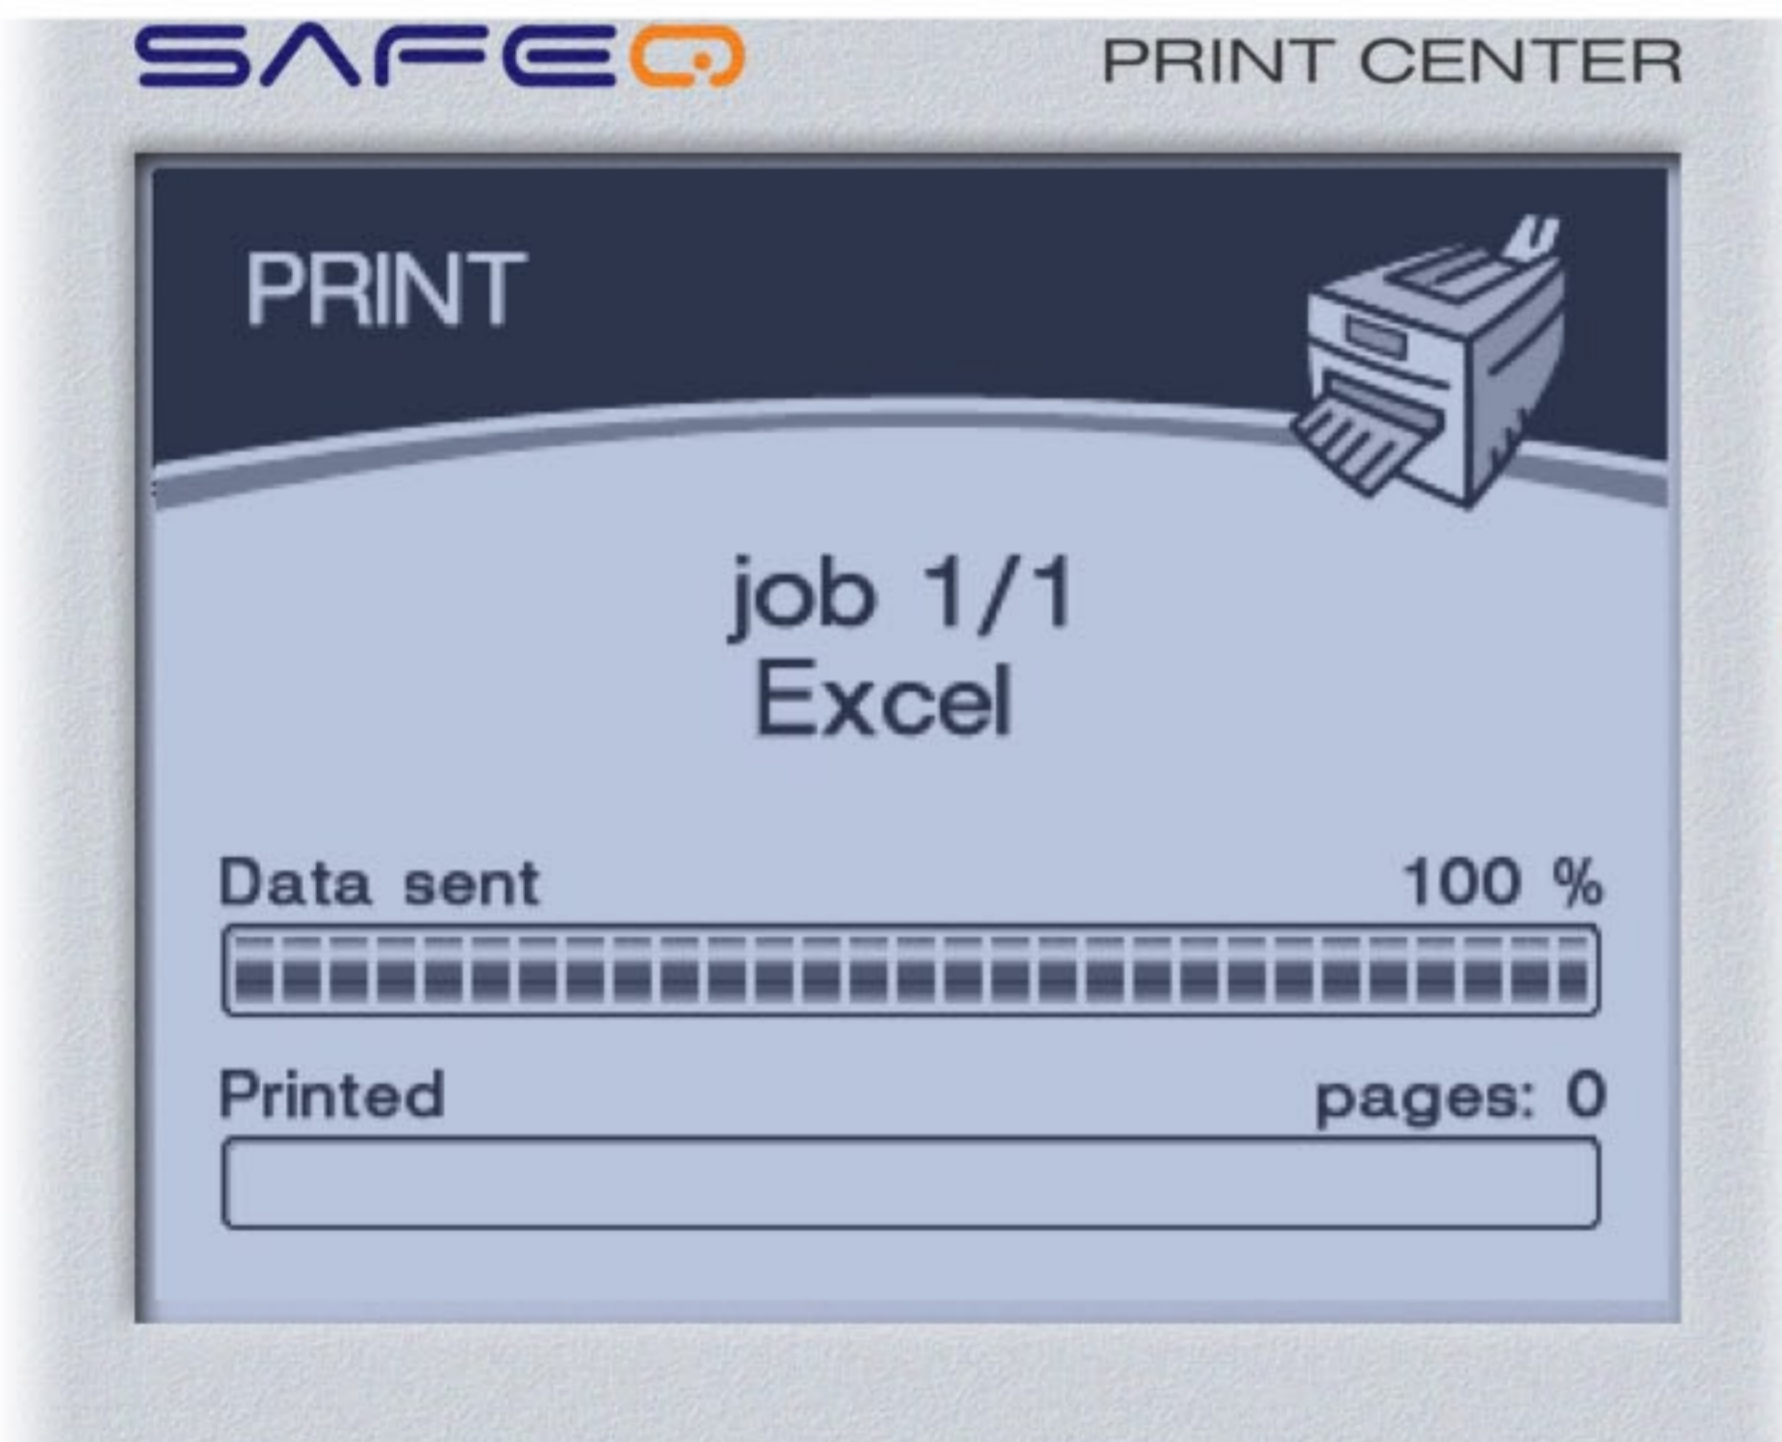 SAFEQ
PRINT CENTER
PRINT
job 1/1
Excel
Data sent 100 %
Printed pages: 0